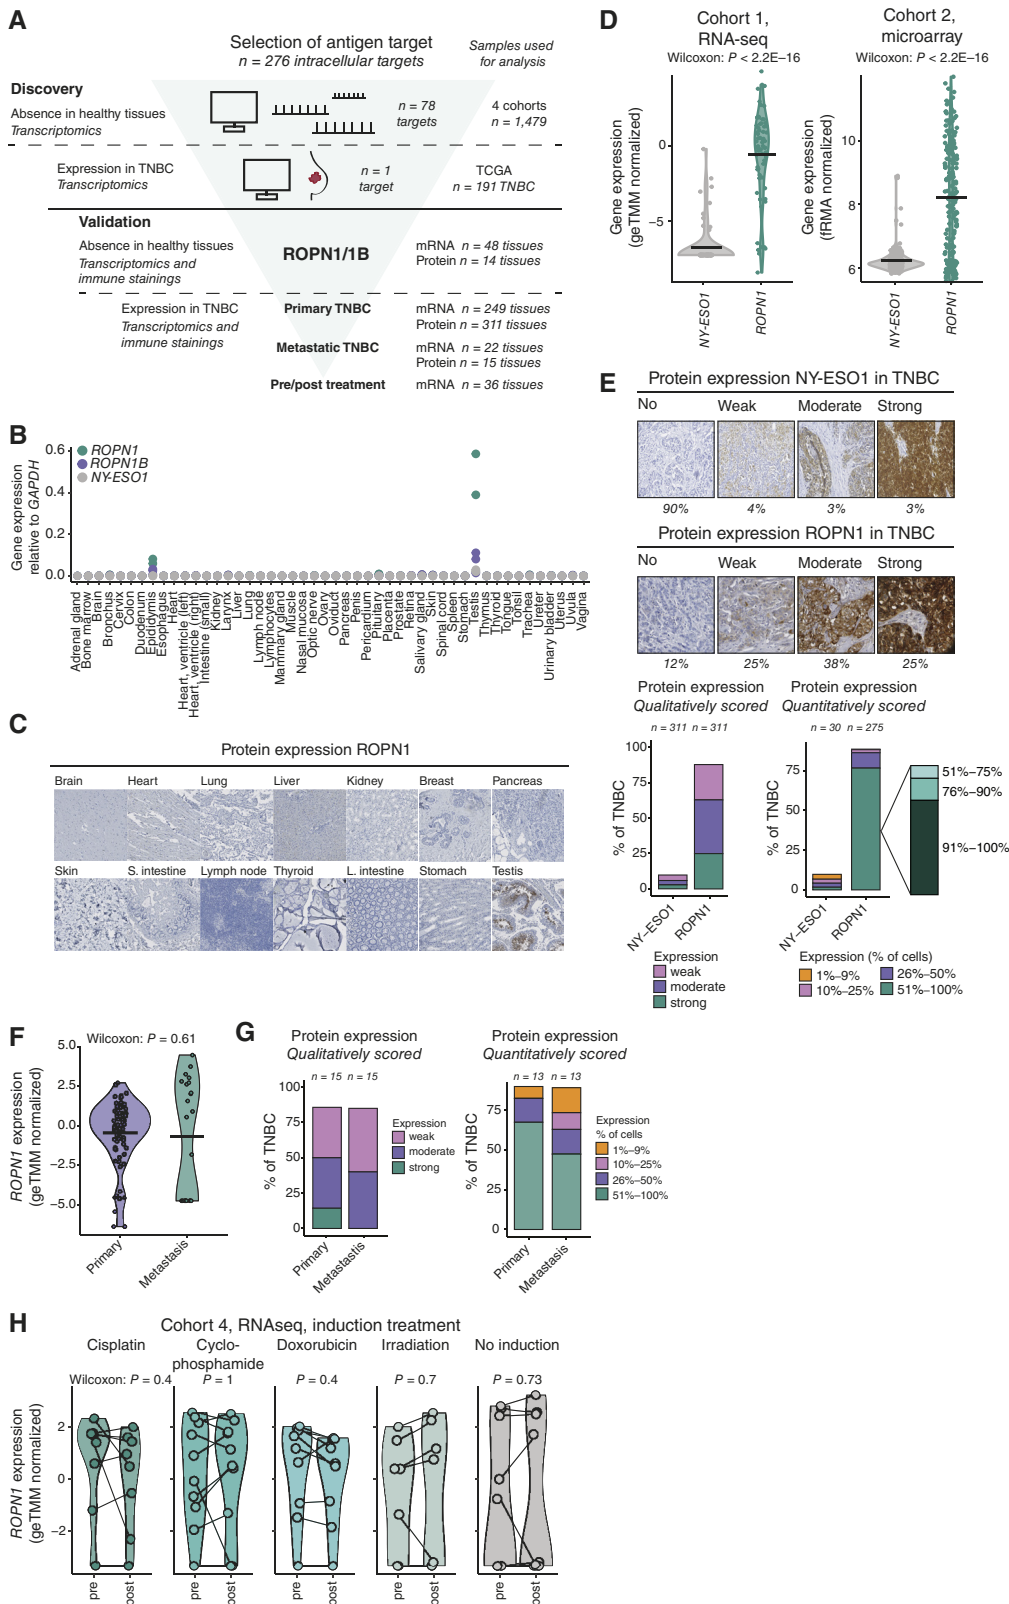 A
Selection of antigen target
n = 276 intracellular targets
Samples used
for analysis
Discovery
Absence in healthy tissues
Transcriptomics
n = 78
targets
4 cohorts
n = 1,479
Expression in TNBC
Transcriptomics
n = 1
target
TCGA
n = 191 TNBC
Validation
Absence in healthy tissues
Transcriptomics and
immune stainings
ROPN1/1B
mRNA n = 48 tissues
Protein n = 14 tissues
Expression in TNBC
Transcriptomics and
immune stainings
Primary TNBC
mRNA n = 249 tissues
Protein n = 311 tissues
Metastatic TNBC
mRNA n = 22 tissues
Protein n = 15 tissues
Pre/post treatment
mRNA n = 36 tissues
B
Gene expression
relative to GAPDH
0.6
0.4
0.2
0.0
ROPN1
ROPN1B
NY-ESO1
Adrenal gland
Bone marrow
Brain
Bronchus
Cervix
Colon
Duodenum
Epididymis
Esophagus
Heart
Heart, ventricle (left)
Heart, ventricle (right)
Intestine (small)
Kidney
Larynx
Liver
Lung
Lymph node
Lymphocytes
Mammary gland
Muscle
Nasal mucosa
Optic nerve
Ovary
Oviduct
Pancreas
Penis
Pericardium
Pituitary
Placenta
Prostate
Retina
Salivary gland
Skin
Spinal cord
Spleen
Stomach
Testis
Thymus
Thyroid
Tongue
Tonsil
Trachea
Ureter
Urinary bladder
Uterus
Uvula
Vagina
C
Protein expression ROPN1
Brain
Heart
Lung
Liver
Kidney
Breast
Pancreas
Skin
S. intestine
Lymph node
Thyroid
L. intestine
Stomach
Testis
D
Cohort 1,
RNA-seq
Wilcoxon: P < 2.2E–16
Gene expression
(geTMM normalized)
0
−5
NY-ESO1
ROPN1
Cohort 2,
microarray
Wilcoxon: P < 2.2E–16
Gene expression
(fRMA normalized)
10
8
6
NY-ESO1
ROPN1
E
Protein expression NY-ESO1 in TNBC
No
Weak
Moderate
Strong
90%
4%
3%
3%
Protein expression ROPN1 in TNBC
No
Weak
Moderate
Strong
12%
25%
38%
25%
Protein expression
Qualitatively scored
n = 311 n = 311
% of TNBC
100
75
50
25
0
NY–ESO1
ROPN1
Expression
weak
moderate
strong
Protein expression
Quantitatively scored
n = 30 n = 275
% of TNBC
75
50
25
0
NY–ESO1
ROPN1
51%–75%
76%–90%
91%–100%
Expression (% of cells)
1%–9%
10%–25%
26%–50%
51%–100%
F
Wilcoxon: P = 0.61
ROPN1 expression
(geTMM normalized)
5.0
2.5
0.0
−2.5
−5.0
Primary
Metastasis
G
Protein expression
Qualitatively scored
n = 15
n = 15
% of TNBC
100
75
50
25
0
Primary
Metastastis
Expression
weak
moderate
strong
Protein expression
Quantitatively scored
n = 13
n = 13
% of TNBC
75
50
25
0
Primary
Metastasis
Expression
% of cells
1%–9%
10%–25%
26%–50%
51%–100%
H
Cohort 4, RNAseq, induction treatment
Cisplatin
Cyclo-
phosphamide
Doxorubicin
Irradiation
No induction
Wilcoxon: P = 0.4
P = 1
P = 0.4
P = 0.7
P = 0.73
ROPN1 expression
(geTMM normalized)
2
0
−2
pre
post
pre
post
pre
post
pre
post
pre
post